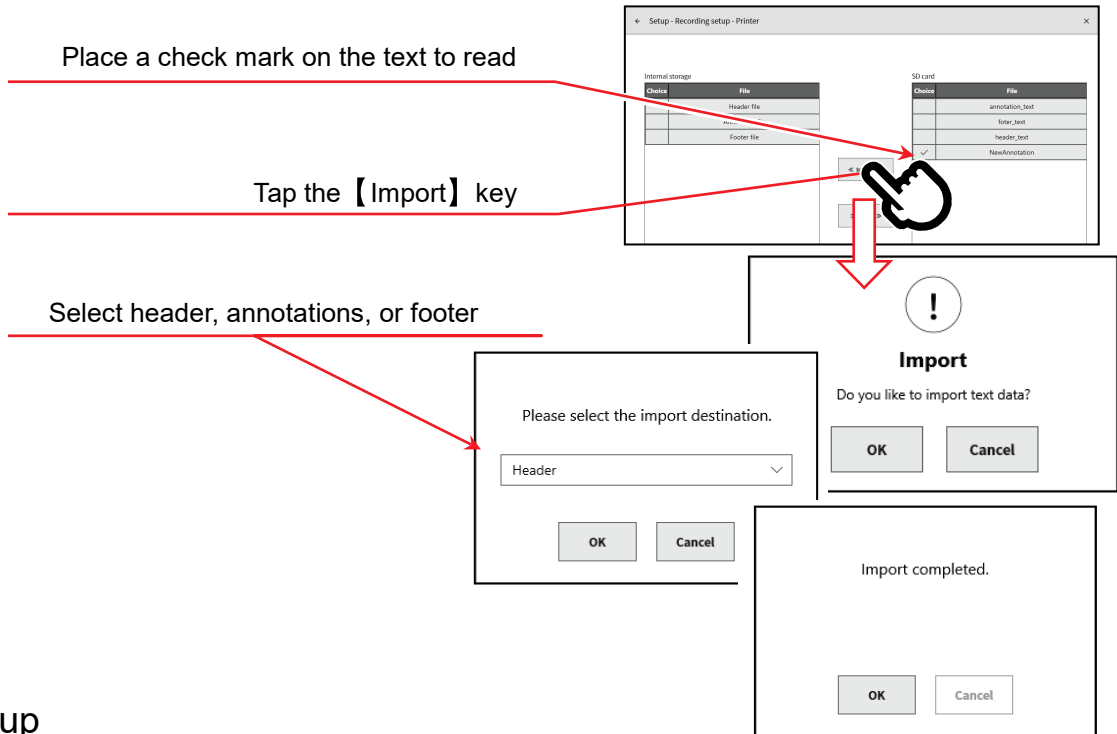 ← Setup - Recording setup - Printer ×
Place a check mark on the text to read
Internal storage
Choice File
Header file
Footer file
SD card
Choice File
annotation_text
foter_text
header_text
✓ NewAnnotation
Tap the【Import】key
Select header, annotations, or footer
!
Import
Do you like to import text data?
OK Cancel
Please select the import destination.
Header
OK Cancel
Import completed.
OK Cancel
up